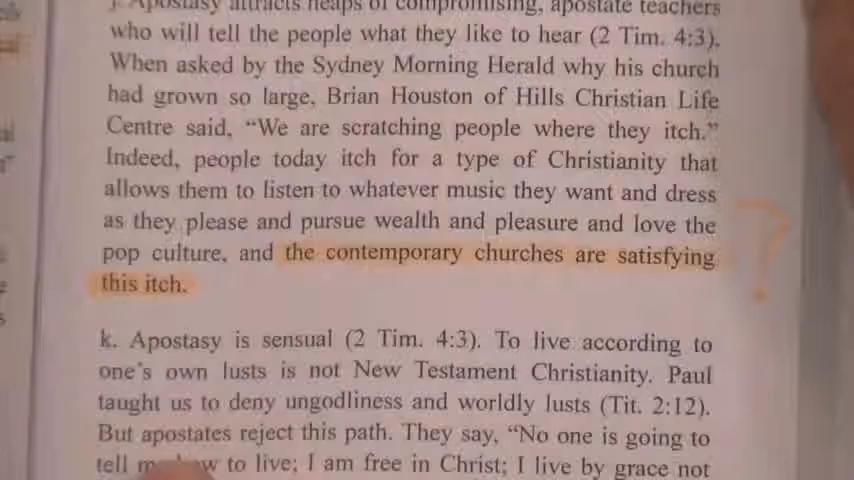 j. Apostasy attracts heaps of compromising, apostate teachers
who will tell the people what they like to hear (2 Tim. 4:3).
When asked by the Sydney Morning Herald why his church
had grown so large, Brian Houston of Hills Christian Life
Centre said, “We are scratching people where they itch.”
Indeed, people today itch for a type of Christianity that
allows them to listen to whatever music they want and dress
as they please and pursue wealth and pleasure and love the
pop culture, and the contemporary churches are satisfying
this itch.
?
k. Apostasy is sensual (2 Tim. 4:3). To live according to
one’s own lusts is not New Testament Christianity. Paul
taught us to deny ungodliness and worldly lusts (Tit. 2:12).
But apostates reject this path. They say, “No one is going to
tell to live; I am free in Christ; I live by grace not